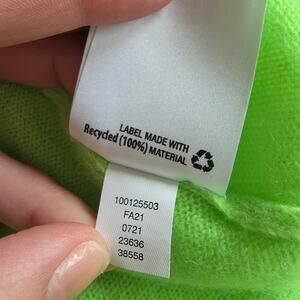 LABEL MADE WITH
Recycled (100%) MATERIAL
100125503
FA21
0721
23636
38558